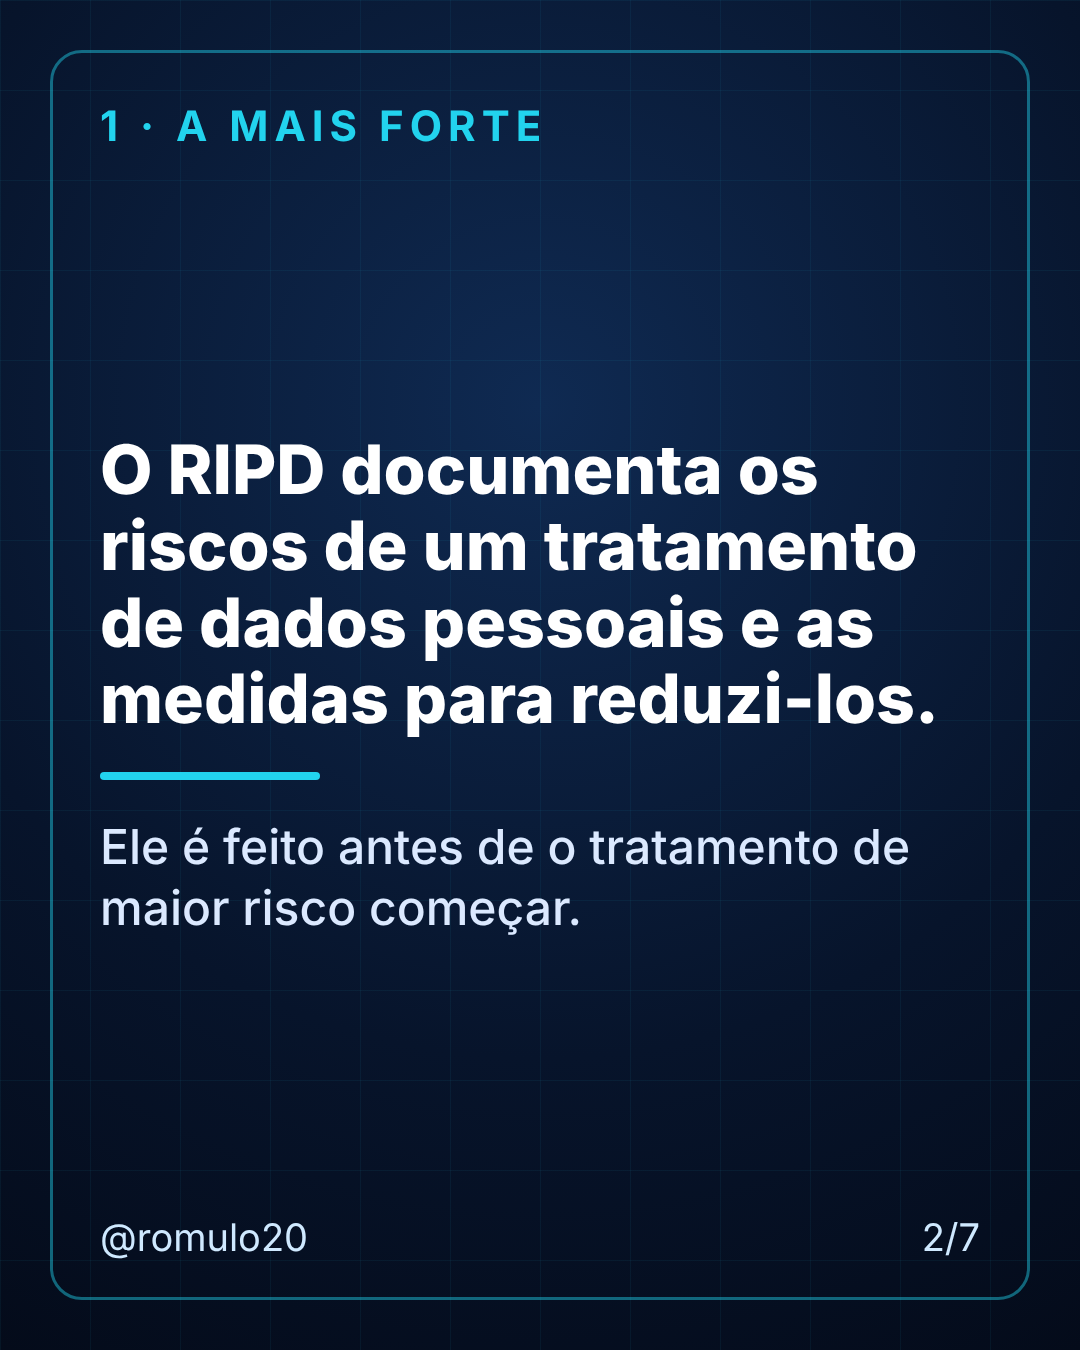 1 · A MAIS FORTE
O RIPD documenta os
riscos de um tratamento
de dados pessoais e as
medidas para reduzi-los.
Ele é feito antes de o tratamento de
maior risco começar.
@romulo20
2/7